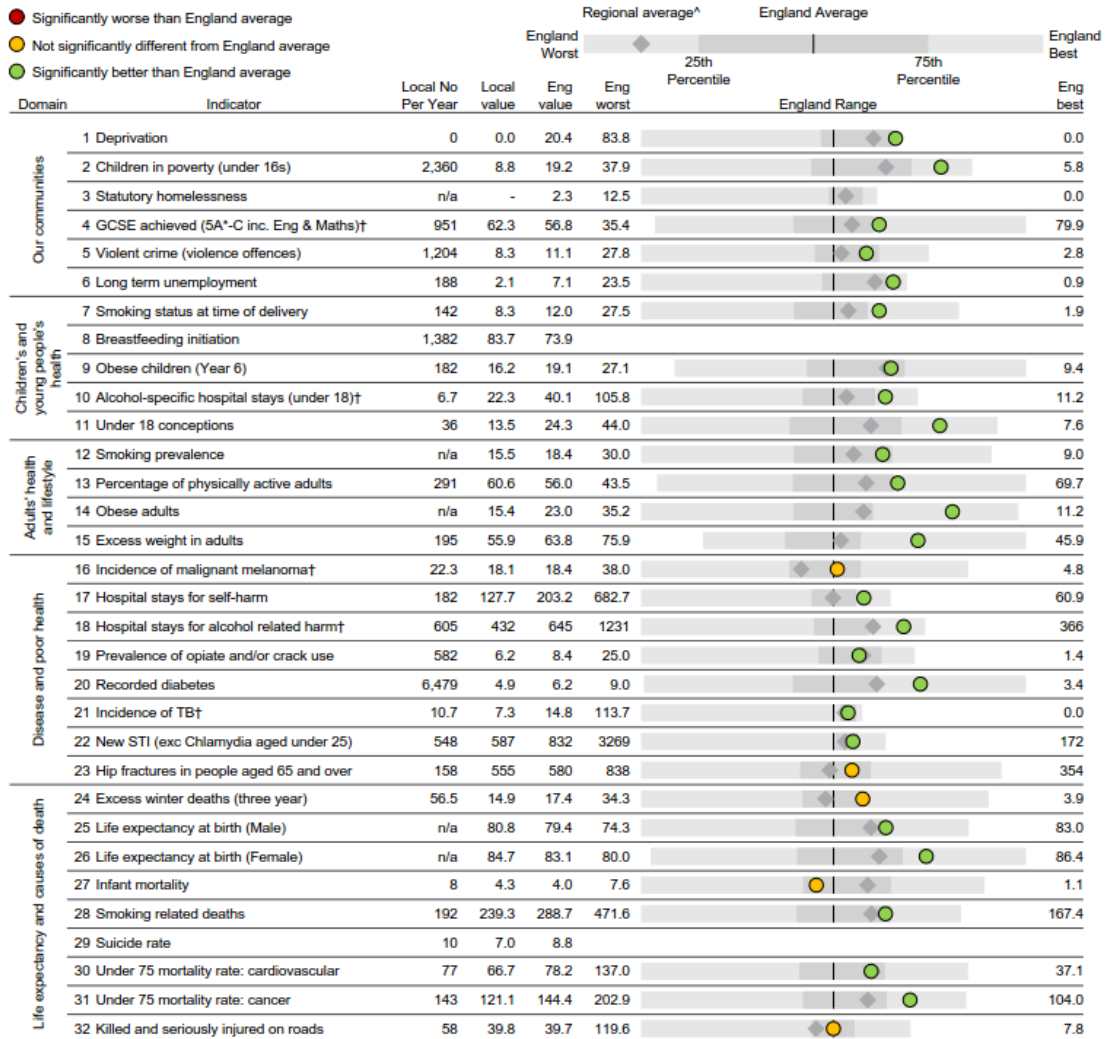 Significantly worse than England average
Not significantly different from England average
Significantly better than England average
Regional average^ England Average
England Worst England Best
25th Percentile 75th Percentile
Domain Indicator Local No Per Year Local value Eng value Eng worst England Range Eng best
Our communities
1 Deprivation 0 0.0 20.4 83.8 0.0
2 Children in poverty (under 16s) 2,360 8.8 19.2 37.9 5.8
3 Statutory homelessness n/a - 2.3 12.5 0.0
4 GCSE achieved (5A*-C inc. Eng & Maths)† 951 62.3 56.8 35.4 79.9
5 Violent crime (violence offences) 1,204 8.3 11.1 27.8 2.8
6 Long term unemployment 188 2.1 7.1 23.5 0.9
Children's and young people's health
7 Smoking status at time of delivery 142 8.3 12.0 27.5 1.9
8 Breastfeeding initiation 1,382 83.7 73.9
9 Obese children (Year 6) 182 16.2 19.1 27.1 9.4
10 Alcohol-specific hospital stays (under 18)† 6.7 22.3 40.1 105.8 11.2
11 Under 18 conceptions 36 13.5 24.3 44.0 7.6
Adults' health and lifestyle
12 Smoking prevalence n/a 15.5 18.4 30.0 9.0
13 Percentage of physically active adults 291 60.6 56.0 43.5 69.7
14 Obese adults n/a 15.4 23.0 35.2 11.2
15 Excess weight in adults 195 55.9 63.8 75.9 45.9
Disease and poor health
16 Incidence of malignant melanoma† 22.3 18.1 18.4 38.0 4.8
17 Hospital stays for self-harm 182 127.7 203.2 682.7 60.9
18 Hospital stays for alcohol related harm† 605 432 645 1231 366
19 Prevalence of opiate and/or crack use 582 6.2 8.4 25.0 1.4
20 Recorded diabetes 6,479 4.9 6.2 9.0 3.4
21 Incidence of TB† 10.7 7.3 14.8 113.7 0.0
22 New STI (exc Chlamydia aged under 25) 548 587 832 3269 172
23 Hip fractures in people aged 65 and over 158 555 580 838 354
Life expectancy and causes of death
24 Excess winter deaths (three year) 56.5 14.9 17.4 34.3 3.9
25 Life expectancy at birth (Male) n/a 80.8 79.4 74.3 83.0
26 Life expectancy at birth (Female) n/a 84.7 83.1 80.0 86.4
27 Infant mortality 8 4.3 4.0 7.6 1.1
28 Smoking related deaths 192 239.3 288.7 471.6 167.4
29 Suicide rate 10 7.0 8.8
30 Under 75 mortality rate: cardiovascular 77 66.7 78.2 137.0 37.1
31 Under 75 mortality rate: cancer 143 121.1 144.4 202.9 104.0
32 Killed and seriously injured on roads 58 39.8 39.7 119.6 7.8